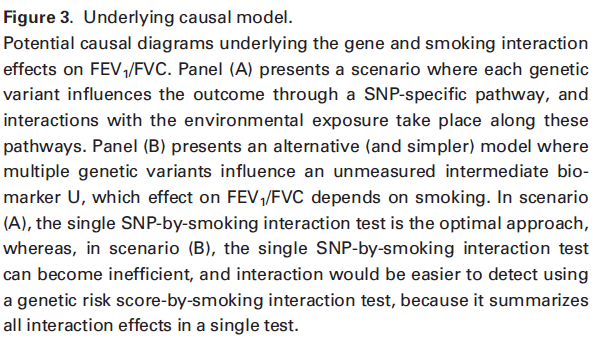 Figure 3. Underlying causal model.
Potential causal diagrams underlying the gene and smoking interaction
effects on FEV₁/FVC. Panel (A) presents a scenario where each genetic
variant influences the outcome through a SNP-specific pathway, and
interactions with the environmental exposure take place along these
pathways. Panel (B) presents an alternative (and simpler) model where
multiple genetic variants influence an unmeasured intermediate bio-
marker U, which effect on FEV₁/FVC depends on smoking. In scenario
(A), the single SNP-by-smoking interaction test is the optimal approach,
whereas, in scenario (B), the single SNP-by-smoking interaction test
can become inefficient, and interaction would be easier to detect using
a genetic risk score-by-smoking interaction test, because it summarizes
all interaction effects in a single test.